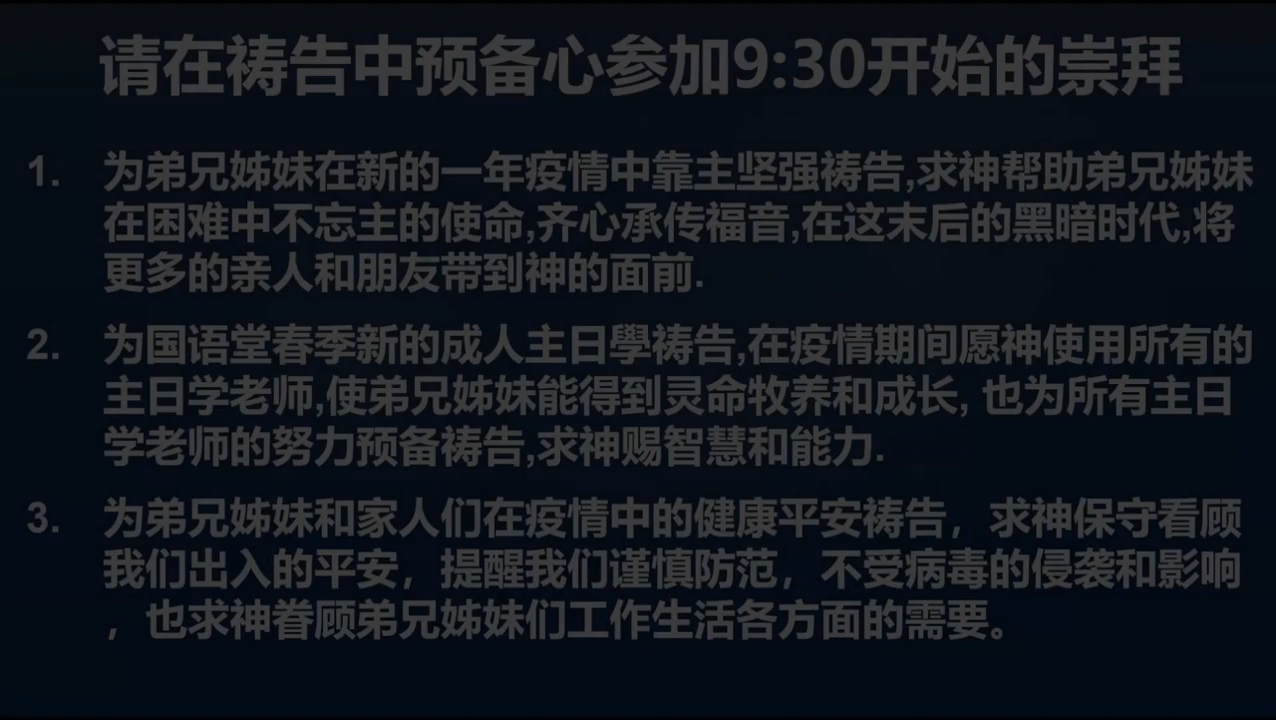 请在祷告中预备心参加9:30开始的崇拜
1. 为弟兄姊妹在新的一年疫情中靠主坚强祷告,求神帮助弟兄姊妹
在困难中不忘主的使命,齐心承传福音,在这末后的黑暗时代,将
更多的亲人和朋友带到神的面前.
2. 为国语堂春季新的成人主日學祷告,在疫情期间愿神使用所有的
主日学老师,使弟兄姊妹能得到灵命牧养和成长, 也为所有主日
学老师的努力预备祷告,求神赐智慧和能力.
3. 为弟兄姊妹和家人们在疫情中的健康平安祷告，求神保守看顾
我们出入的平安，提醒我们谨慎防范，不受病毒的侵袭和影响
，也求神眷顾弟兄姊妹们工作生活各方面的需要。